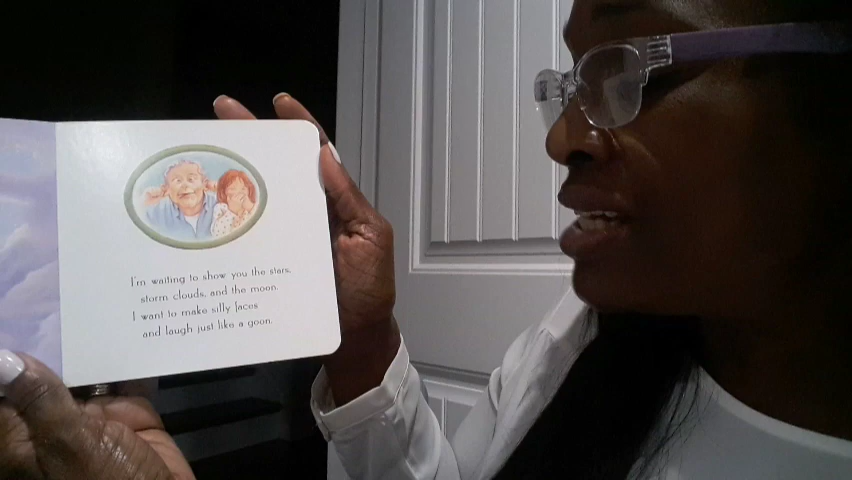 I'm waiting to show you the stars,
storm clouds, and the moon.
I want to make silly faces
and laugh just like a goon.